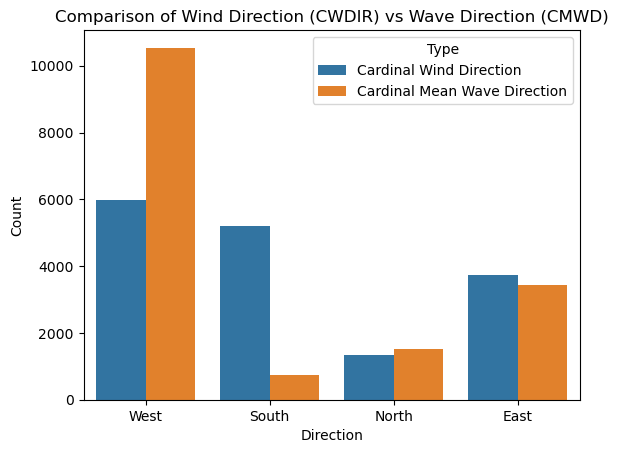 Comparison of Wind Direction (CWDIR) vs Wave Direction (CMWD)
Type
Cardinal Wind Direction
Cardinal Mean Wave Direction
10000
8000
6000
4000
2000
0
Count
West South North East
Direction